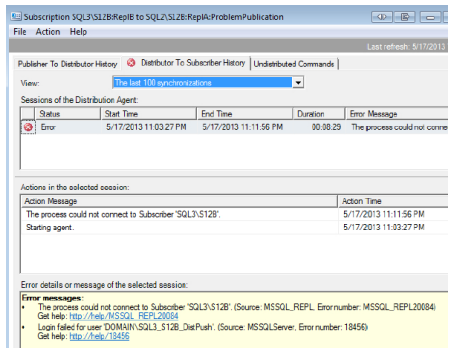 Subscription SQL3\S12B:ReplB to SQL2\S12B:ReplA:ProblemPublication
File Action Help
Last refresh: 5/17/2013
Publisher To Distributor History Distributor To Subscriber History Undistributed Commands
View: The last 100 synchronizations
Sessions of the Distribution Agent:
Status Start Time End Time Duration Error Message
Error 5/17/2013 11:03:27 PM 5/17/2013 11:11:56 PM 00:08:29 The process could not conne
Actions in the selected session:
Action Message Action Time
The process could not connect to Subscriber 'SQL3\S12B'. 5/17/2013 11:11:56 PM
Starting agent. 5/17/2013 11:03:27 PM
Error details or message of the selected session:
Error messages:
• The process could not connect to Subscriber 'SQL3\S12B'. (Source: MSSQL_REPL, Error number: MSSQL_REPL20084)
Get help: http://help/MSSQL_REPL20084
• Login failed for user 'DOMAIN\SQL3_S12B_DistPush'. (Source: MSSQLServer, Error number: 18456)
Get help: http://help/18456